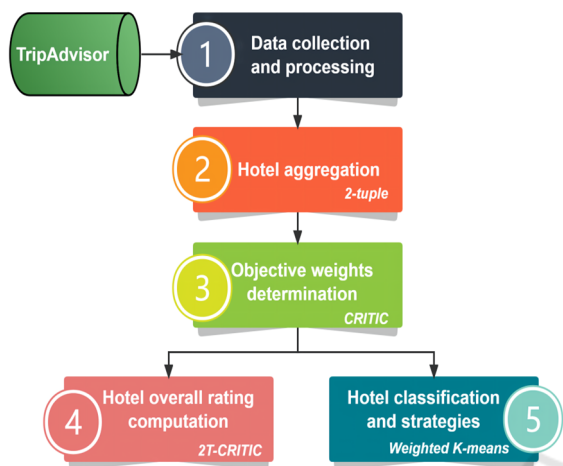 TripAdvisor
1
Data collection
and processing
2
Hotel aggregation
2-tuple
3
Objective weights
determination
CRITIC
4
Hotel overall rating
computation
2T-CRITIC
Hotel classification
and strategies
5
Weighted K-means